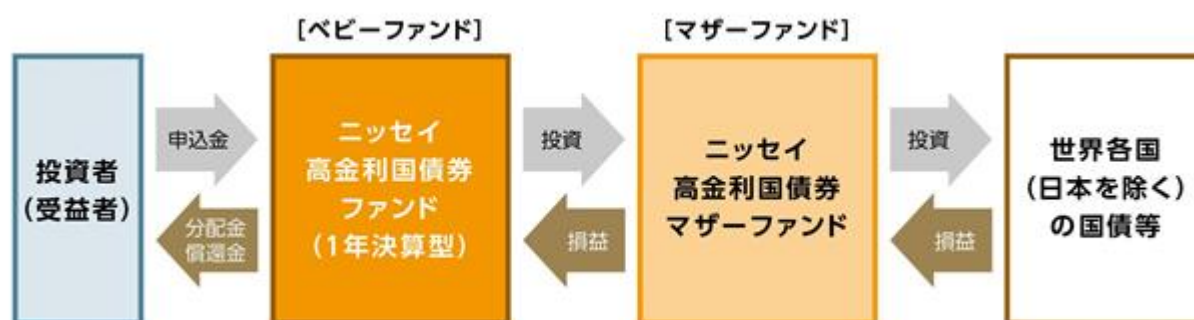 [ベビーファンド]
[マザーファンド]
投資者
(受益者)
申込金
分配金
償還金
ニッセイ
高金利国債券
ファンド
(1年決算型)
投資
損益
ニッセイ
高金利国債券
マザーファンド
投資
損益
世界各国
(日本を除く)
の国債等